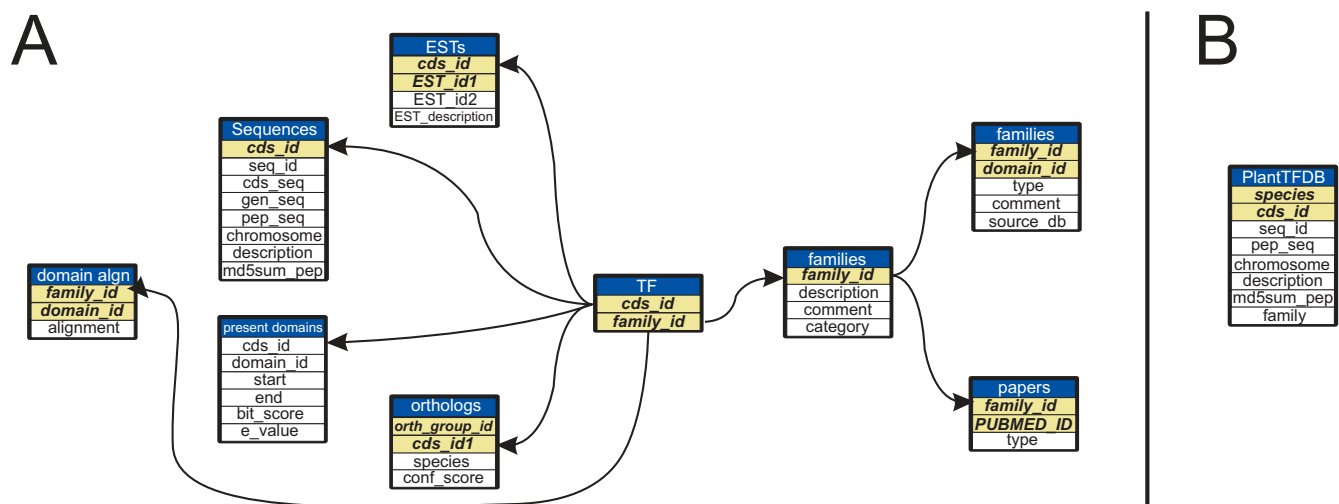 A
B
ESTs
cds_id
EST_id1
EST_id2
EST_description
Sequences
cds_id
seq_id
cds_seq
gen_seq
pep_seq
chromosome
description
md5sum_pep
domain align
family_id
domain_id
alignment
present domains
cds_id
domain_id
start
end
bit_score
e_value
orthologs
orth_group_id
cds_id1
species
conf_score
TF
cds_id
family_id
families
family_id
description
comment
category
families
family_id
domain_id
type
comment
source_db
papers
family_id
PUBMED_ID
type
PlantTFDB
species
cds_id
seq_id
pep_seq
chromosome
description
md5sum_pep
family